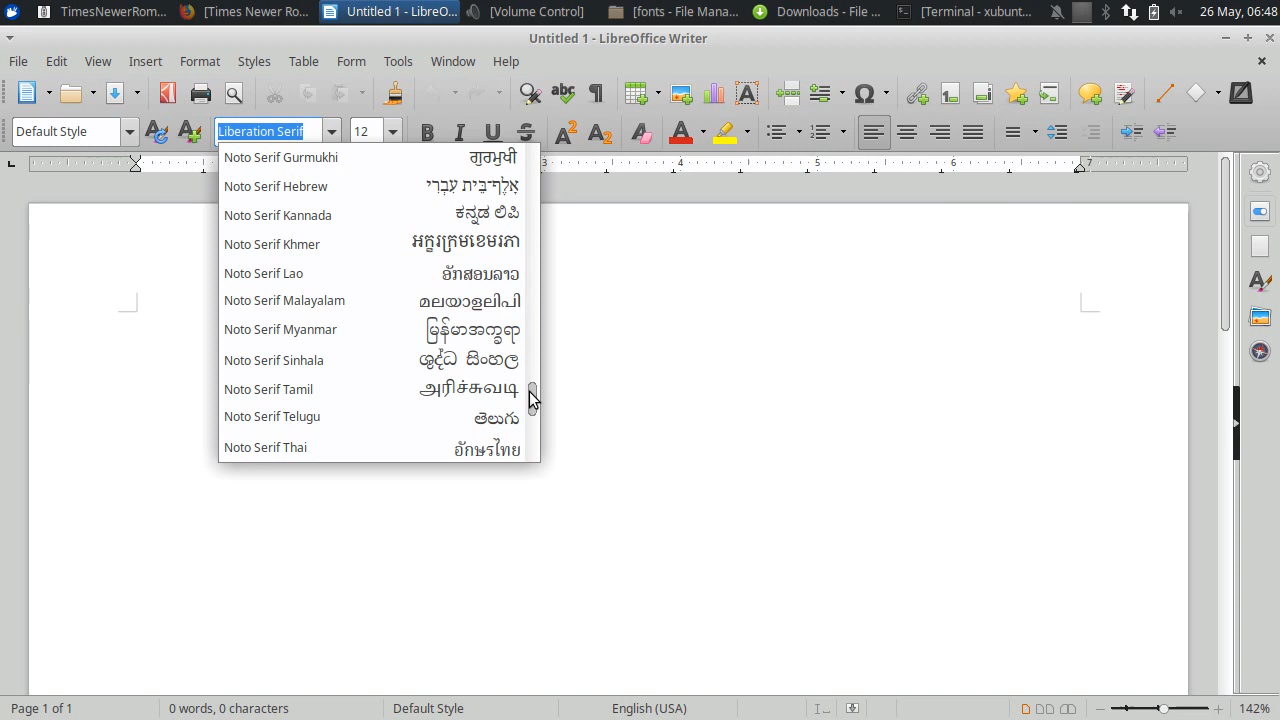 TimesNewerRom...
[Times Newer Ro...
Untitled 1 - LibreO...
[Volume Control]
[fonts - File Mana...
Downloads - File ...
[Terminal - xubunt...
26 May, 06:48
Untitled 1 - LibreOffice Writer
File Edit View Insert Format Styles Table Form Tools Window Help
Default Style
Liberation Serif
12
3 4 5 6 7
Noto Serif Gurmukhi ਗੁਰਮੁਖੀ
Noto Serif Hebrew אָלֶף־בֵּית עִבְרִי
Noto Serif Kannada ಕನ್ನಡ ಲಿಪಿ
Noto Serif Khmer អក្ខរក្រមខេមរភា
Noto Serif Lao ອັກສອນລາວ
Noto Serif Malayalam മലയാളലിപി
Noto Serif Myanmar မြန်မာအက္ခရာ
Noto Serif Sinhala ශුද්ධ සිංහල
Noto Serif Tamil அரிச்சுவடி
Noto Serif Telugu తెలుగు
Noto Serif Thai อักษรไทย
Page 1 of 1
0 words, 0 characters
Default Style
English (USA)
142%